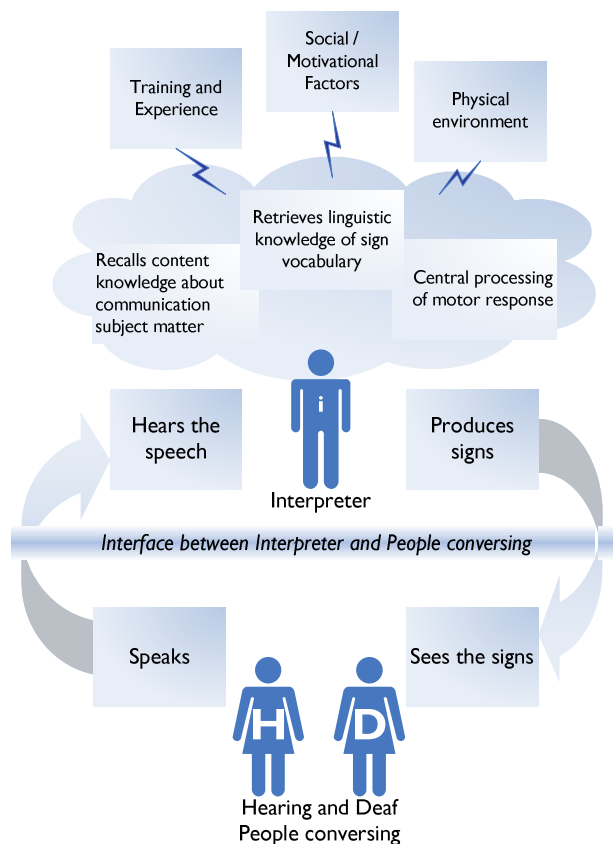 Social /
Motivational
Factors
Training and
Experience
Physical
environment
Retrieves linguistic
knowledge of sign
vocabulary
Recalls content
knowledge about
communication
subject matter
Central processing
of motor response
Hears the
speech
i
Produces
signs
Interpreter
Interface between Interpreter and People conversing
Speaks
Sees the signs
H
D
Hearing and Deaf
People conversing